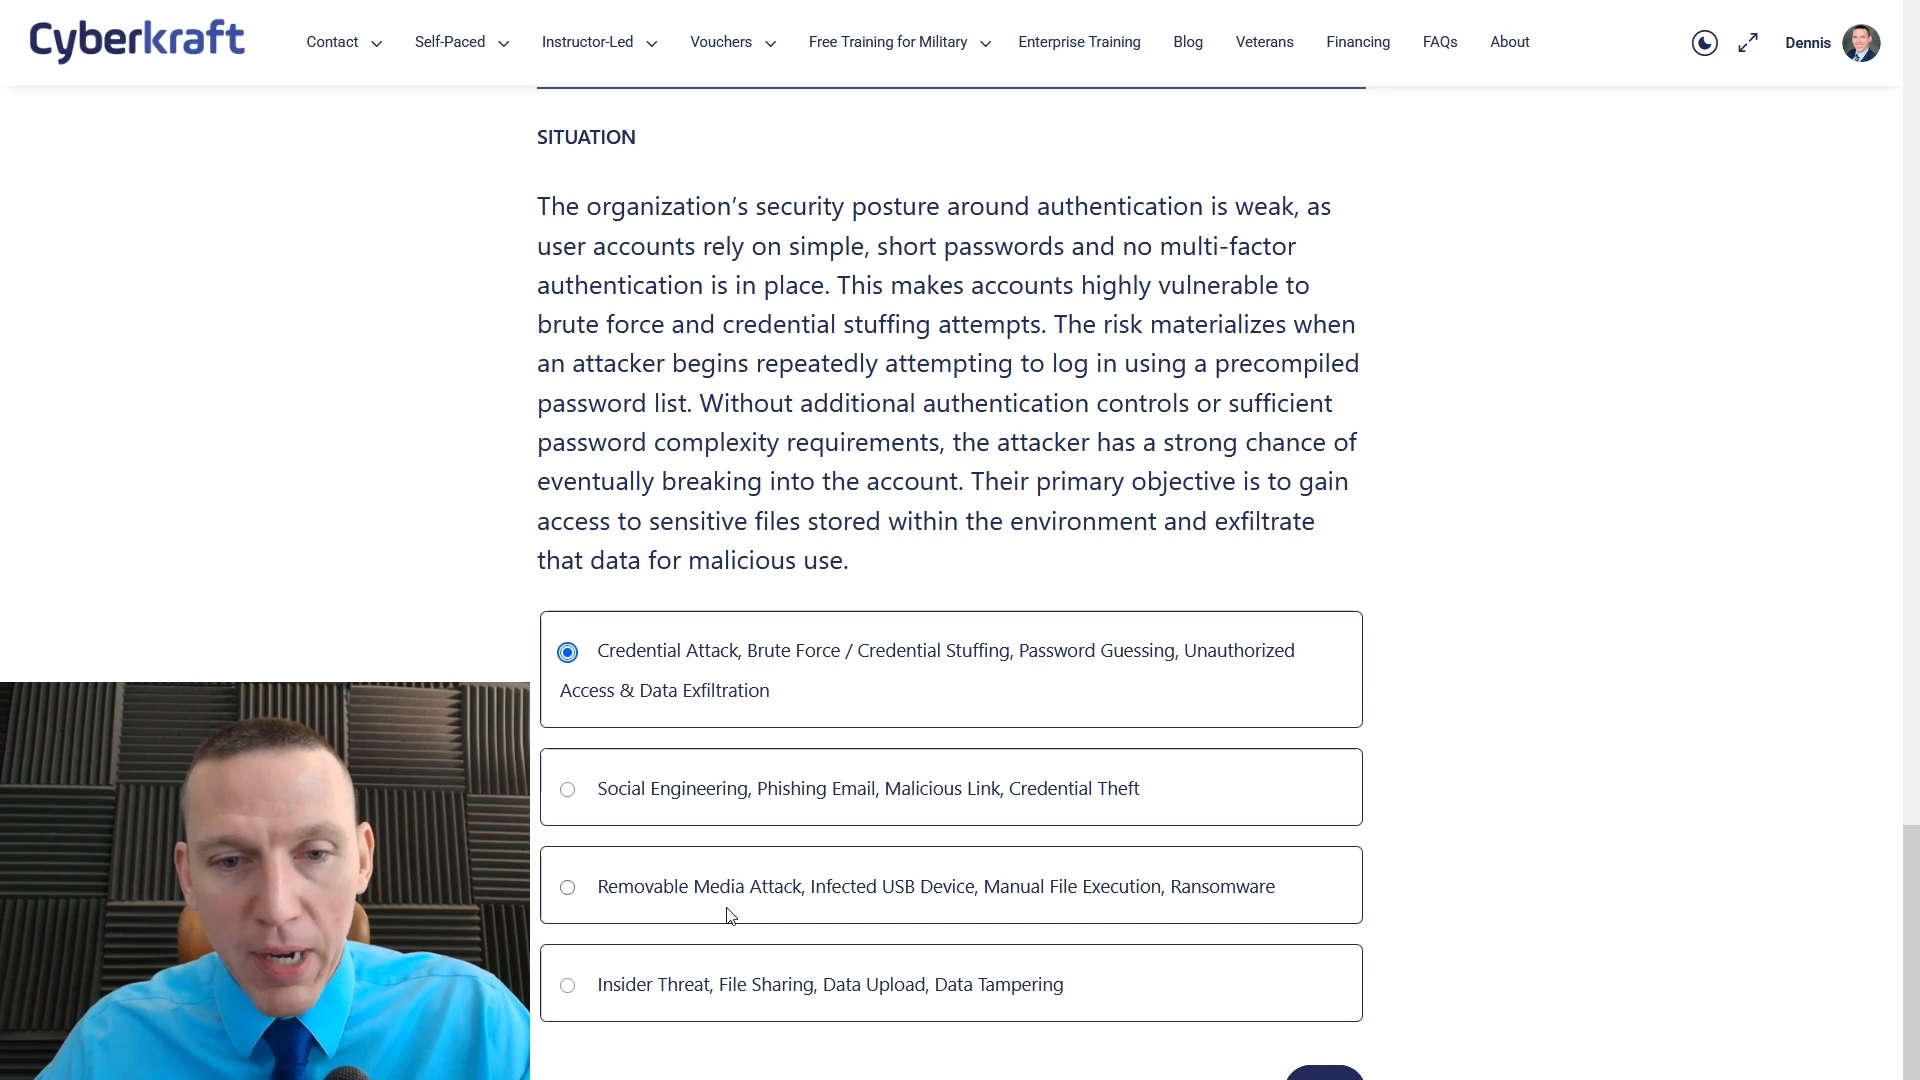 Cyberkraft
Contact Self-Paced Instructor-Led Vouchers Free Training for Military Enterprise Training Blog Veterans Financing FAQs About Dennis
SITUATION
The organization’s security posture around authentication is weak, as
user accounts rely on simple, short passwords and no multi-factor
authentication is in place. This makes accounts highly vulnerable to
brute force and credential stuffing attempts. The risk materializes when
an attacker begins repeatedly attempting to log in using a precompiled
password list. Without additional authentication controls or sufficient
password complexity requirements, the attacker has a strong chance of
eventually breaking into the account. Their primary objective is to gain
access to sensitive files stored within the environment and exfiltrate
that data for malicious use.
Credential Attack, Brute Force / Credential Stuffing, Password Guessing, Unauthorized
Access & Data Exfiltration
Social Engineering, Phishing Email, Malicious Link, Credential Theft
Removable Media Attack, Infected USB Device, Manual File Execution, Ransomware
Insider Threat, File Sharing, Data Upload, Data Tampering